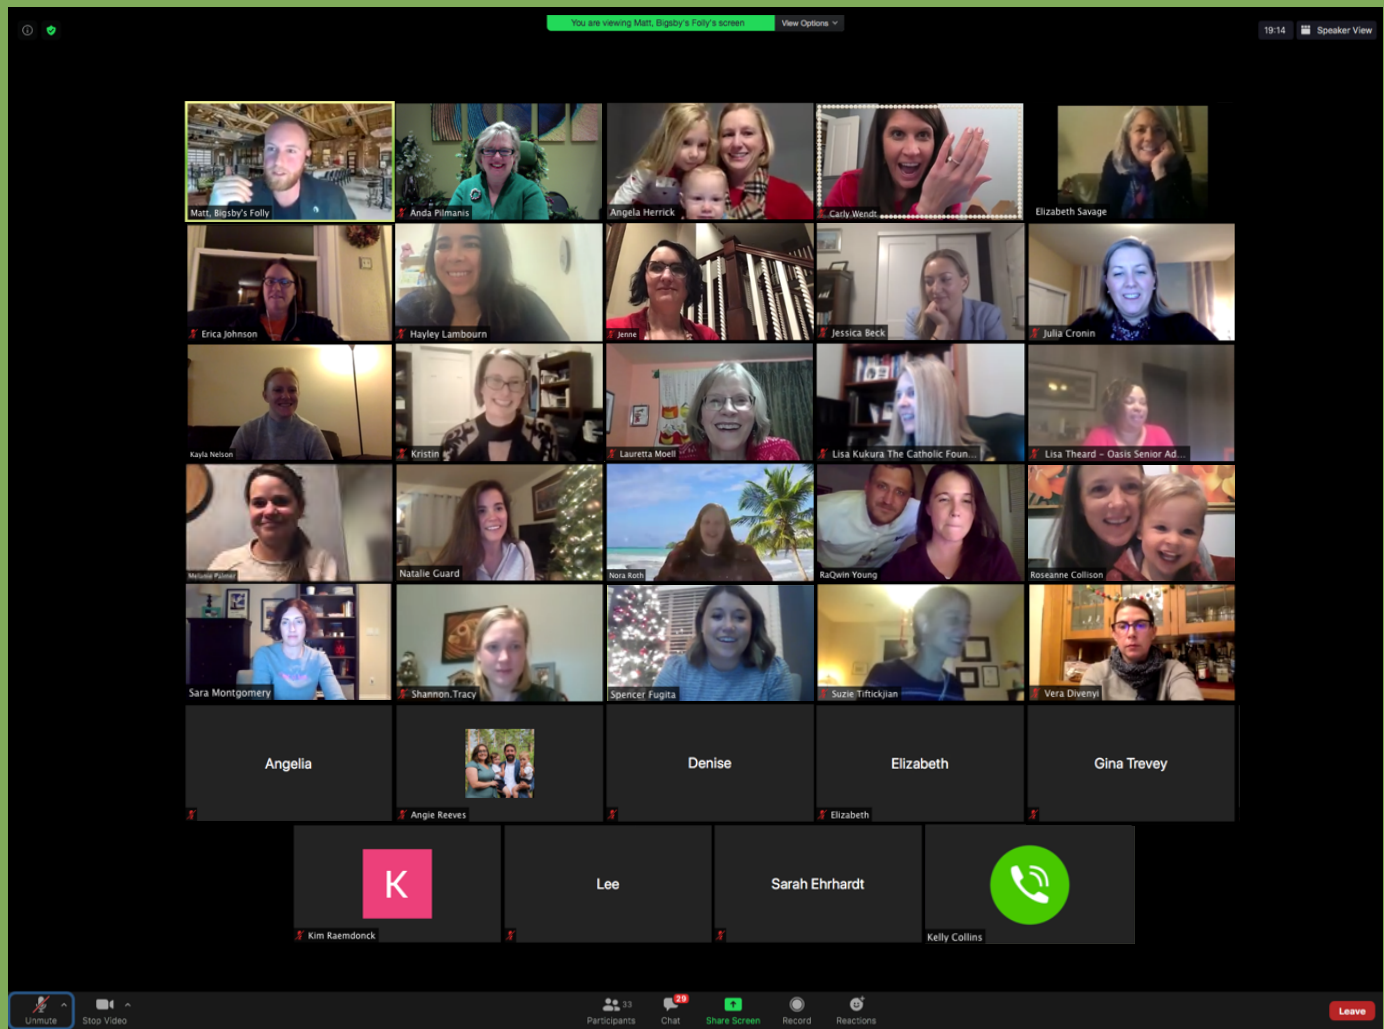 You are viewing Matt, Bigsby's Folly's screen
View Options
19:14
Speaker View
Matt, Bigsby's Folly
Anda Pilmanis
Angela Herrick
Carly Wendt
Elizabeth Savage
Erica Johnson
Hayley Lambourn
Jenne
Jessica Beck
Julia Cronin
Kayla Nelson
Kristin
Lauretta Moell
Lisa Kukura The Catholic Foun...
Lisa Theard - Oasis Senior Ad...
Melanie Palmer
Natalie Guard
Nora Roth
RaQwin Young
Roseanne Collison
Sara Montgomery
Shannon.Tracy
Spencer Fugita
Suzie Tiftickjian
Vera Divenyi
Angelia
Angie Reeves
Denise
Elizabeth
Elizabeth
Gina Trevey
K
Kim Raemdonck
Lee
Sarah Ehrhardt
Kelly Collins
Unmute
Stop Video
33
Participants
29
Chat
Share Screen
Record
Reactions
Leave